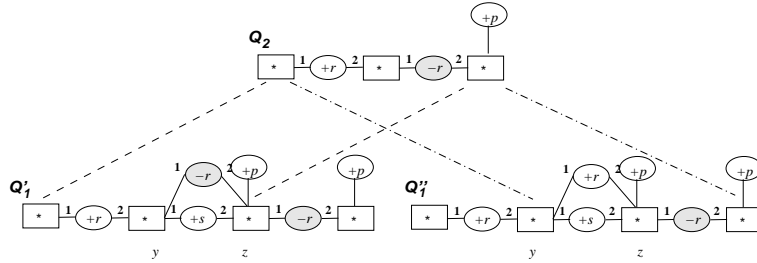 +p
Q2
* 1 +r 2 * 1 −r 2 *
1 −r 2 +p +p
1 +r 2 +p +p
Q'1
* 1 +r 2 * 1 +s 2 * 1 −r 2 *
Q''1
* 1 +r 2 * 1 +s 2 * 1 −r 2 *
y z
y z